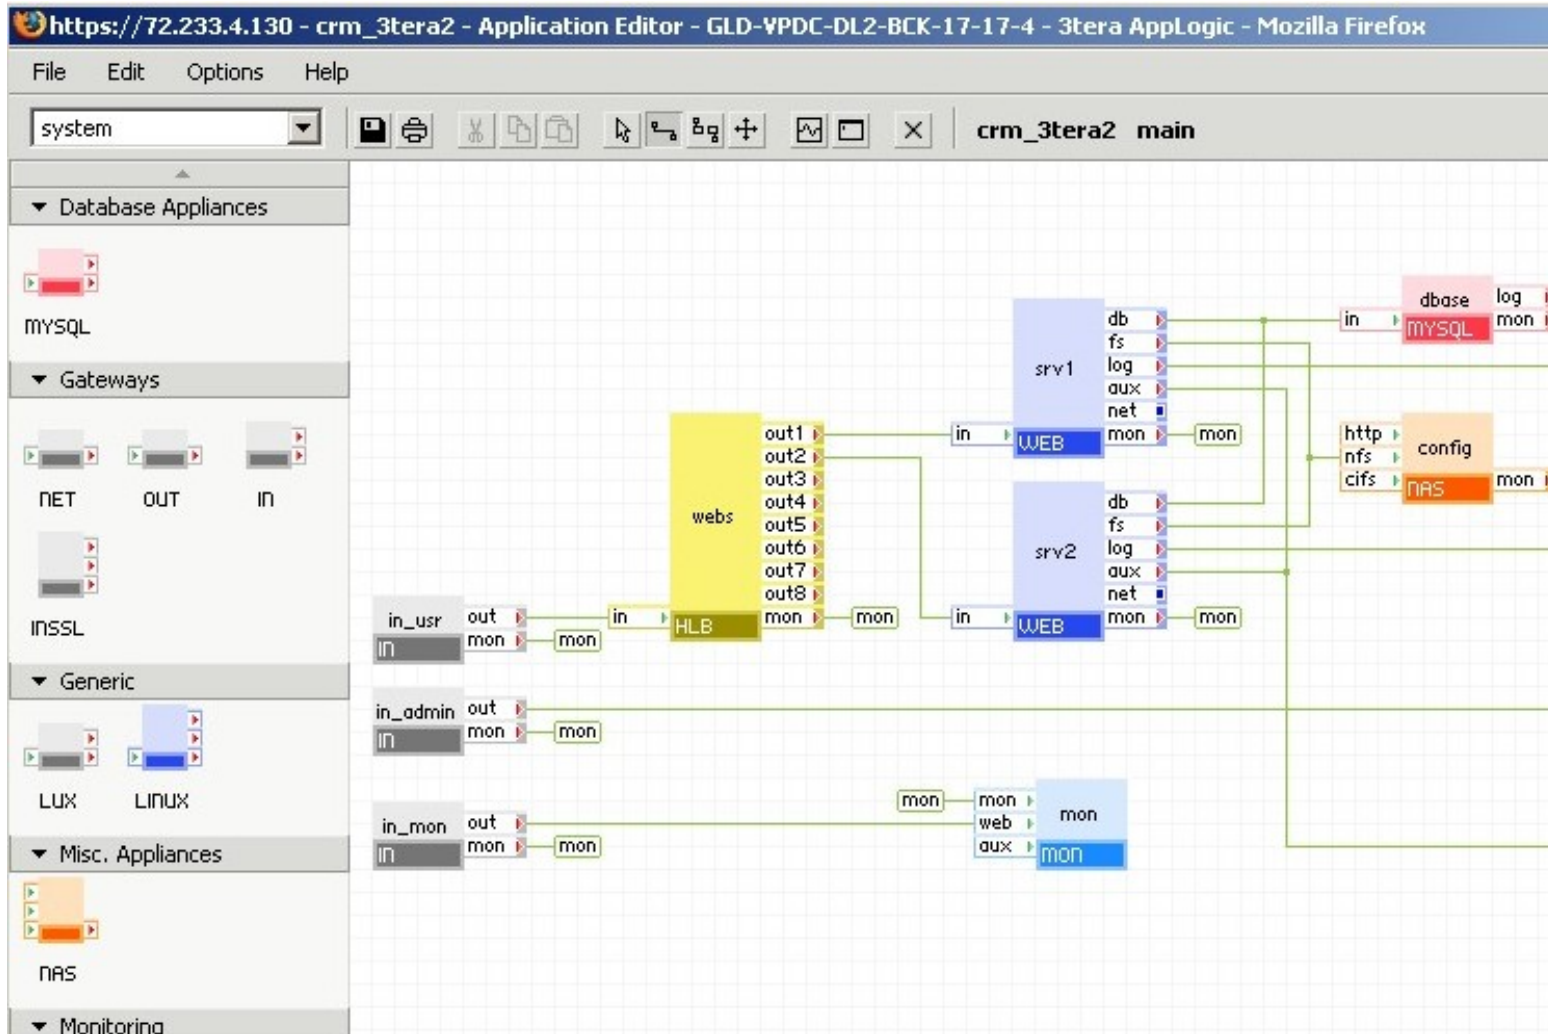 https://72.233.4.130 - crm_3tera2 - Application Editor - GLD-VPDC-DL2-BCK-17-17-4 - 3tera AppLogic - Mozilla Firefox
File Edit Options Help
system
crm_3tera2 main
Database Appliances
MYSQL
Gateways
NET OUT IN
INSSL
Generic
LUX LINUX
Misc. Appliances
NAS
Monitoring
in_usr
IN
out
mon
mon
in_admin
IN
out
mon
mon
in_mon
IN
out
mon
mon
in
webs
HLB
out1
out2
out3
out4
out5
out6
out7
out8
mon
mon
in
srv1
WEB
db
fs
log
aux
net
mon
mon
in
srv2
WEB
db
fs
log
aux
net
mon
mon
mon
mon
web
aux
mon
MON
in
dbase
MYSQL
log
mon
http
nfs
cifs
config
NAS
mon